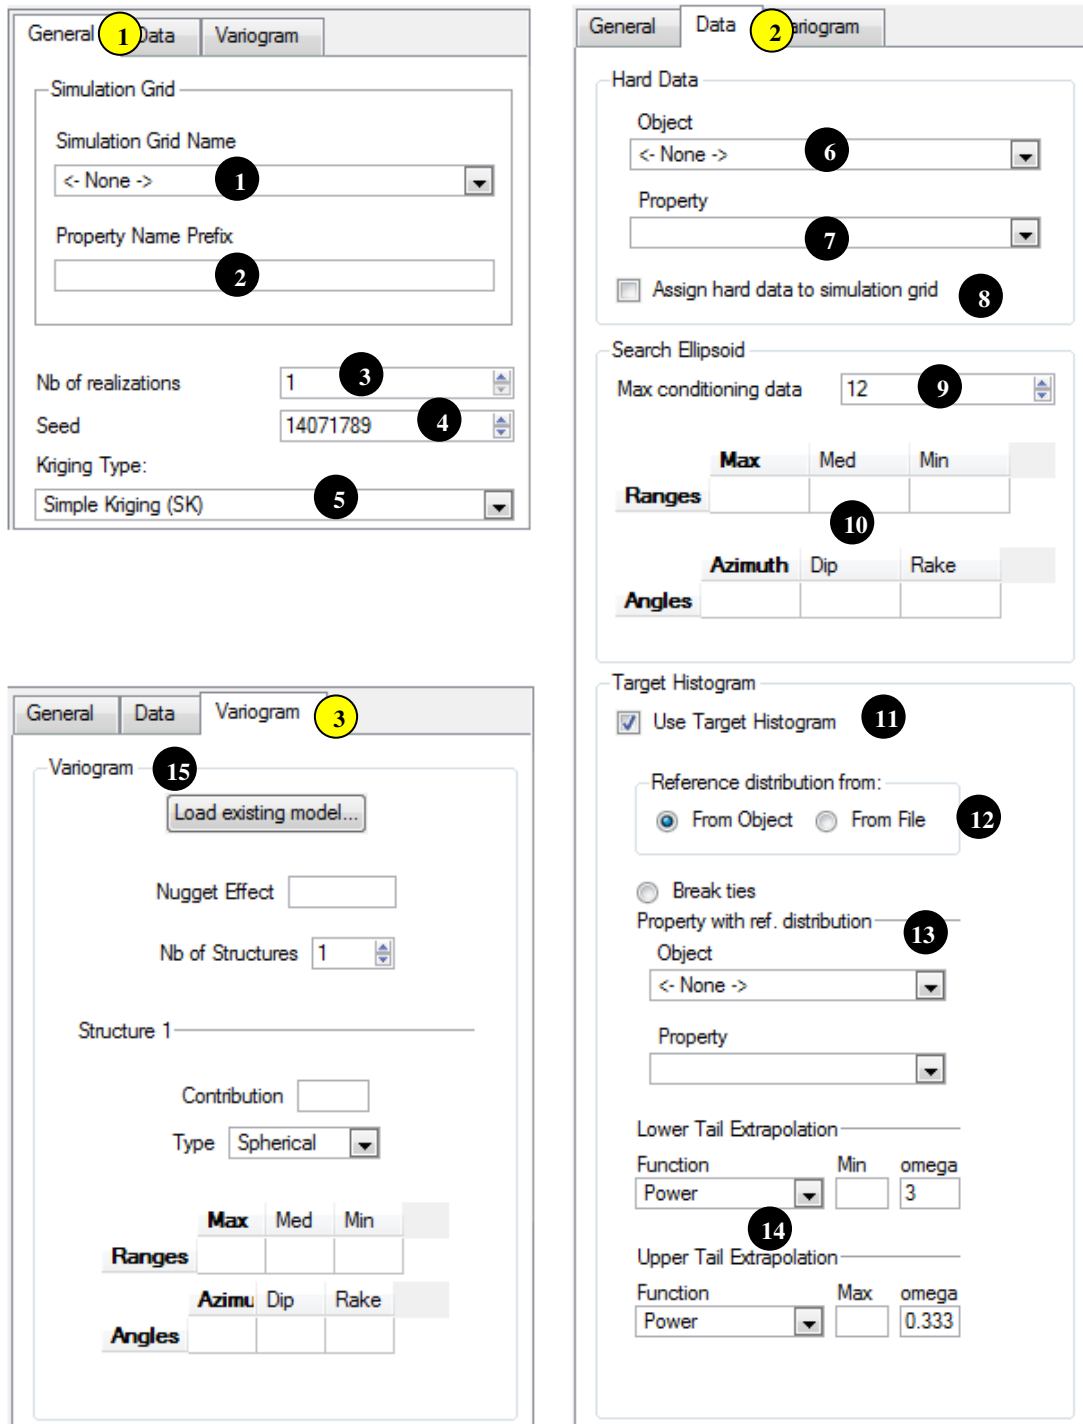 General 1 Data Variogram
Simulation Grid
Simulation Grid Name
<- None -> 1
Property Name Prefix
2
Nb of realizations 1 3
Seed 14071789 4
Kriging Type:
Simple Kriging (SK) 5
General Data 2 ariogram
Hard Data
Object
<- None -> 6
Property
7
Assign hard data to simulation grid 8
Search Ellipsoid
Max conditioning data 12 9
Max Med Min
Ranges
10
Azimuth Dip Rake
Angles
Target Histogram
Use Target Histogram 11
Reference distribution from:
From Object From File 12
Break ties
Property with ref. distribution 13
Object
<- None ->
Property
Lower Tail Extrapolation
Function Min omega
Power 3
14
Upper Tail Extrapolation
Function Max omega
Power 0.333
General Data Variogram 3
Variogram 15
Load existing model...
Nugget Effect
Nb of Structures 1
Structure 1
Contribution
Type Spherical
Max Med Min
Ranges
Azimu Dip Rake
Angles